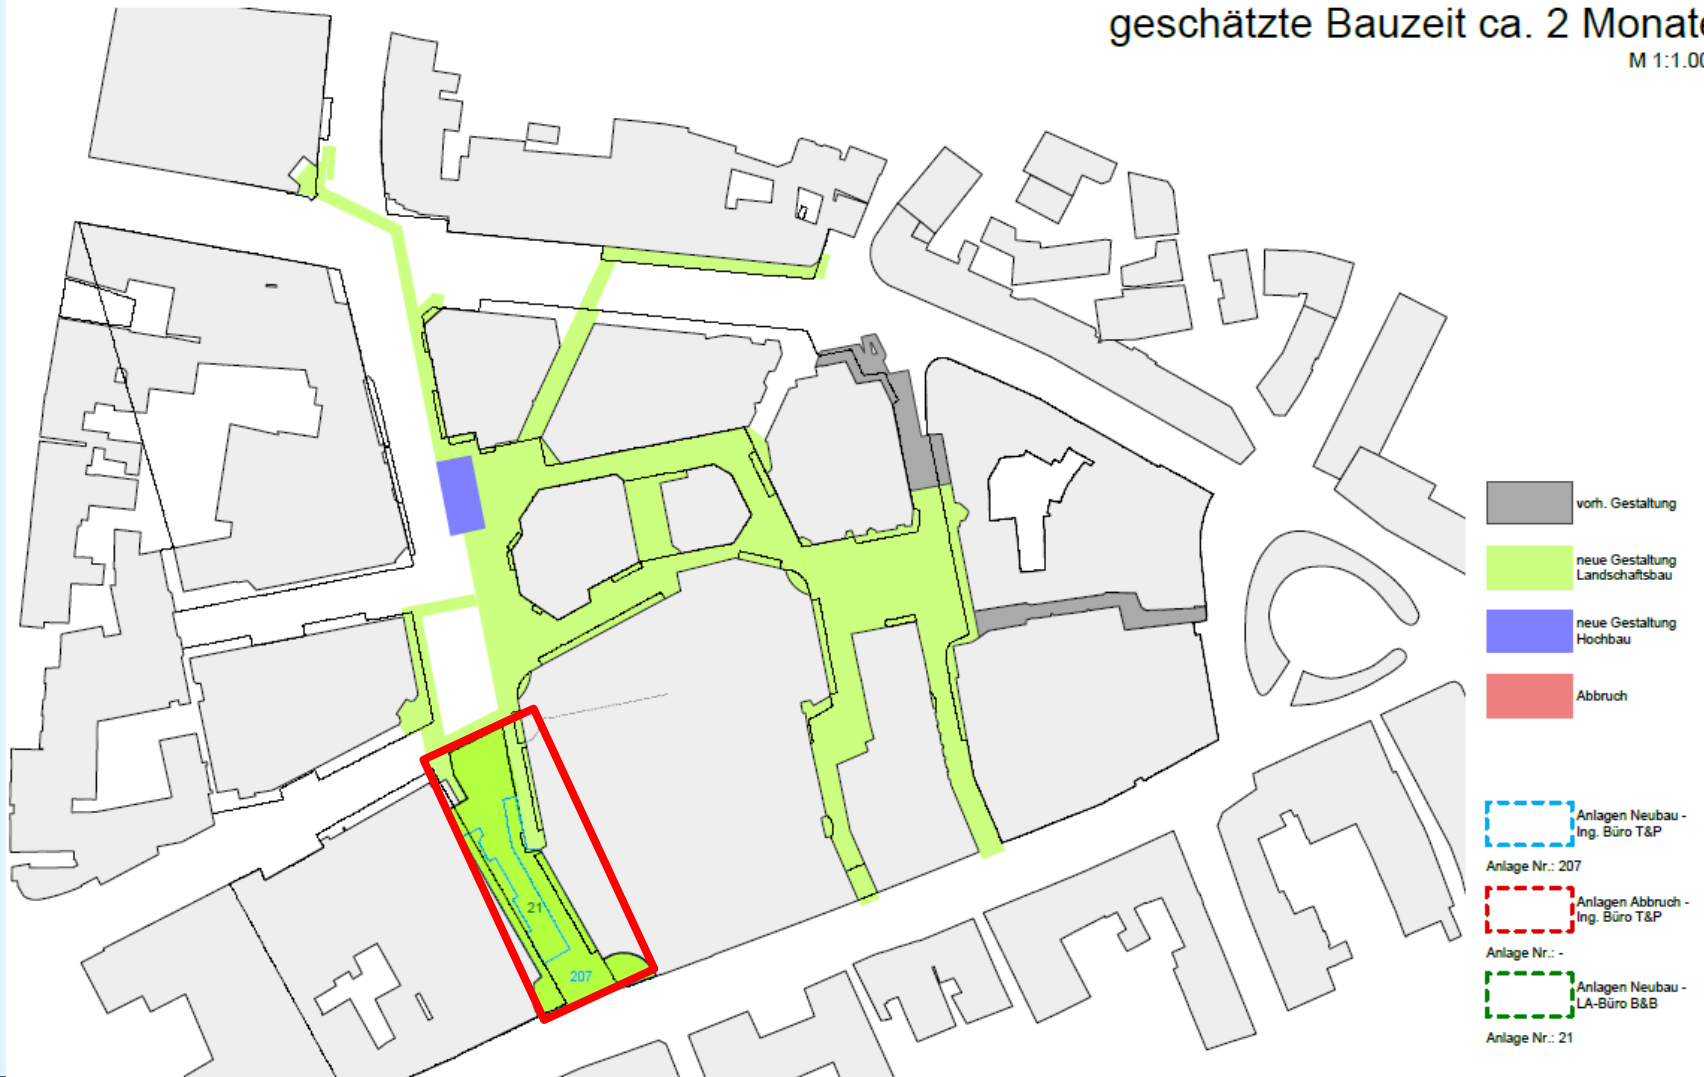 geschätzte Bauzeit ca. 2 Monate
M 1:1.00
vorh. Gestaltung
neue Gestaltung
Landschaftsbau
neue Gestaltung
Hochbau
Abbruch
Anlagen Neubau -
Ing. Büro T&P
Anlage Nr.: 207
Anlagen Abbruch -
Ing. Büro T&P
Anlage Nr.: -
Anlagen Neubau -
LA-Büro B&B
Anlage Nr.: 21
21
207